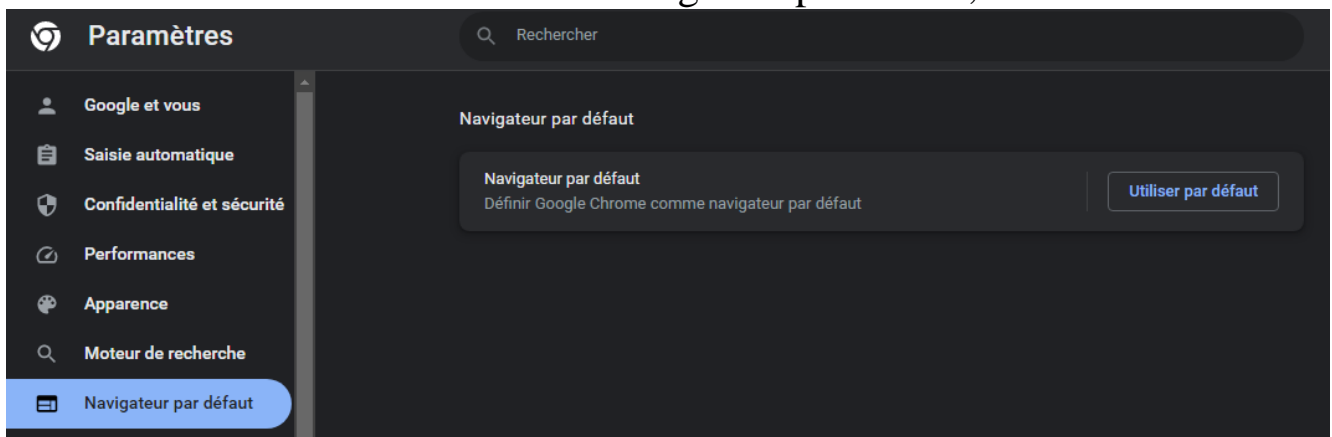 Paramètres
Rechercher
Google et vous
Saisie automatique
Confidentialité et sécurité
Performances
Apparence
Moteur de recherche
Navigateur par défaut
Navigateur par défaut
Navigateur par défaut
Définir Google Chrome comme navigateur par défaut
Utiliser par défaut